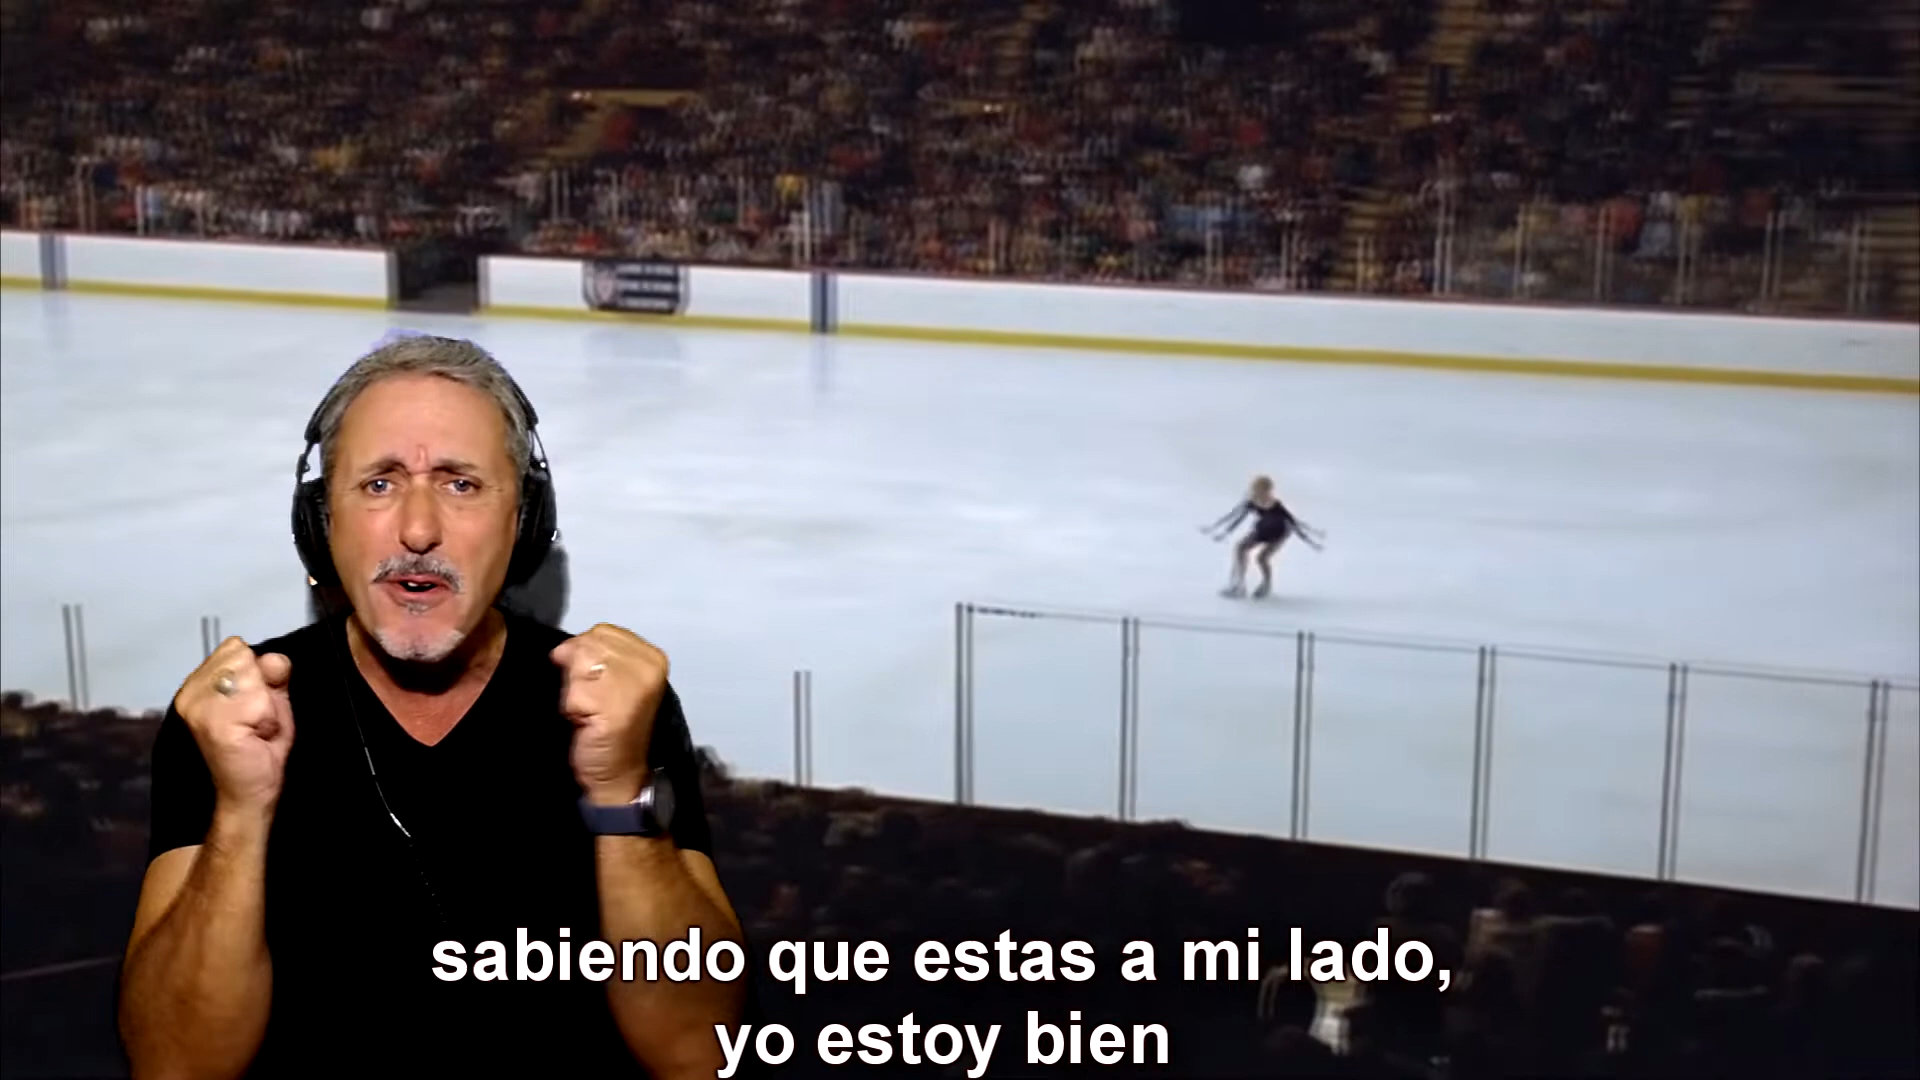 sabiendo que estas a mi lado,
yo estoy bien